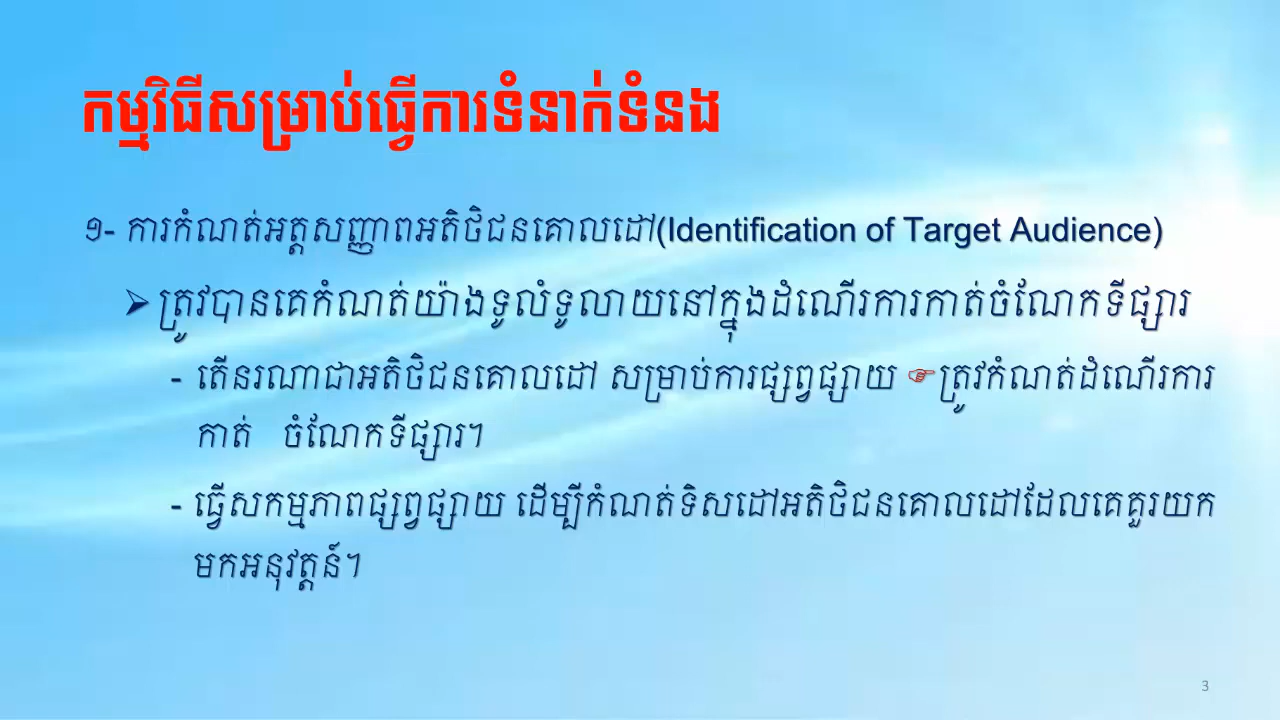 កម្មវិធីសម្រាប់ធ្វើការទំនាក់ទំនង
១- ការកំណត់អត្តសញ្ញាពអតិថិជនគោលដៅ(Identification of Target Audience)
➢ ត្រូវបានគេកំណត់យ៉ាងទូលំទូលាយនៅក្នុងដំណើរការកាត់ចំណែកទីផ្សារ
- តើនរណាជាអតិថិជនគោលដៅ សម្រាប់ការផ្សព្វផ្សាយ ☞ត្រូវកំណត់ដំណើរការ
កាត់ ចំណែកទីផ្សារ។
- ធ្វើសកម្មភាពផ្សព្វផ្សាយ ដើម្បីកំណត់ទិសដៅអតិថិជនគោលដៅដែលគេគួរយក
មកអនុវត្តន៍។
3